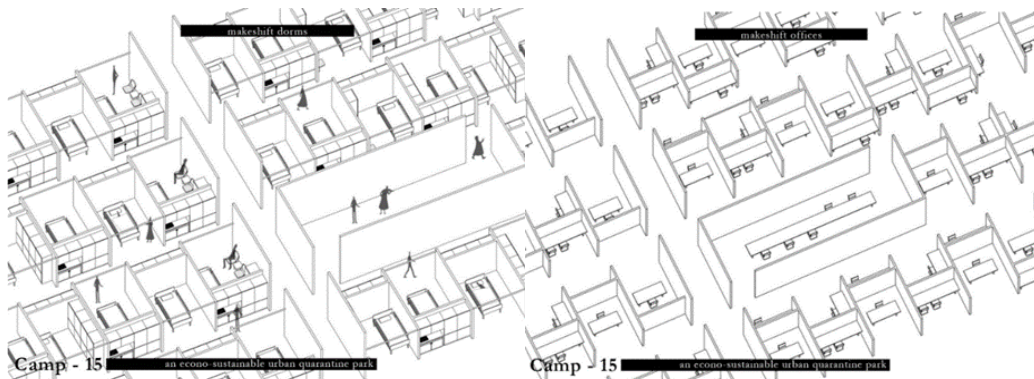 makeshift dorms
makeshift offices
Camp - 15 an econo-sustainable urban quarantine park
Camp - 15 an econo-sustainable urban quarantine park